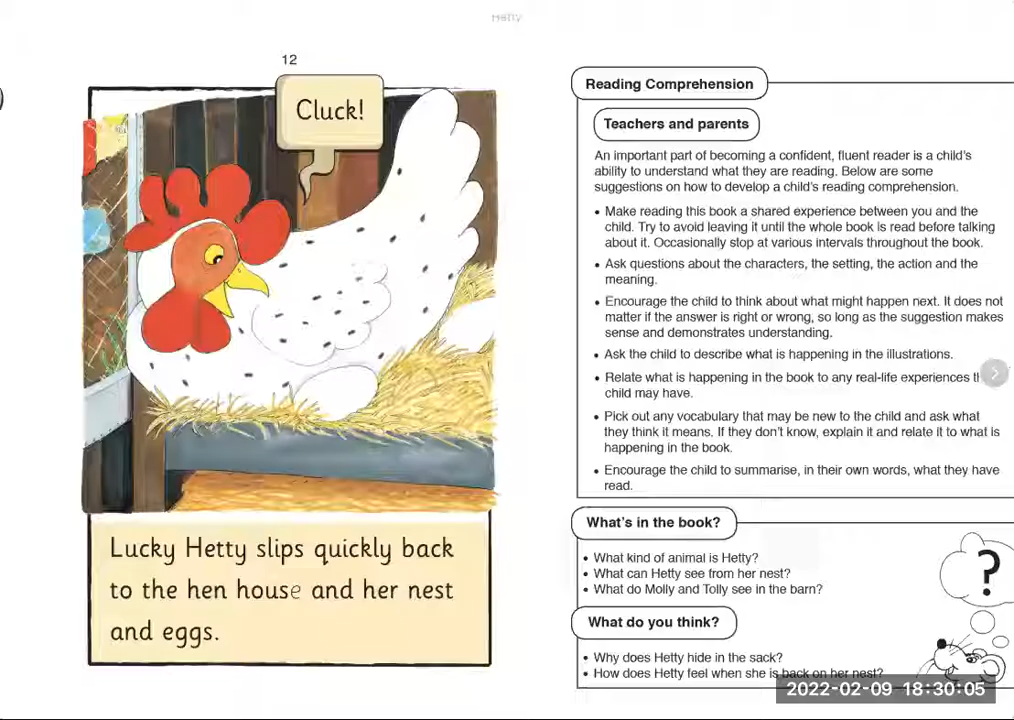 Hetty
12
Cluck!
Lucky Hetty slips quickly back
to the hen house and her nest
and eggs.
Reading Comprehension
Teachers and parents
An important part of becoming a confident, fluent reader is a child's
ability to understand what they are reading. Below are some
suggestions on how to develop a child's reading comprehension.
• Make reading this book a shared experience between you and the
child. Try to avoid leaving it until the whole book is read before talking
about it. Occasionally stop at various intervals throughout the book.
• Ask questions about the characters, the setting, the action and the
meaning.
• Encourage the child to think about what might happen next. It does not
matter if the answer is right or wrong, so long as the suggestion makes
sense and demonstrates understanding.
• Ask the child to describe what is happening in the illustrations.
• Relate what is happening in the book to any real-life experiences
child may have.
• Pick out any vocabulary that may be new to the child and ask what
they think it means. If they don't know, explain it and relate it to what is
happening in the book.
• Encourage the child to summarise, in their own words, what they have
read.
What's in the book?
• What kind of animal is Hetty?
• What can Hetty see from her nest?
• What do Molly and Tolly see in the barn?
?
What do you think?
• Why does Hetty hide in the sack?
• How does Hetty feel when she is back on her nest?
2022-02-09 18:30:05